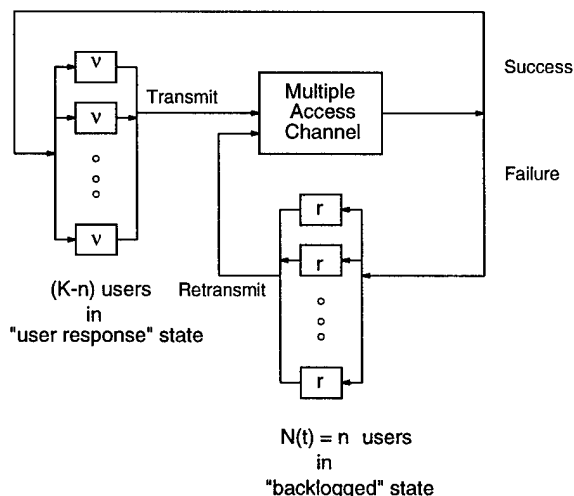 ν
Success
Transmit
Multiple
Access
Channel
ν
Failure
ν
r
(K-n) users
in
"user response" state
Retransmit
r
r
N(t) = n users
in
"backlogged" state